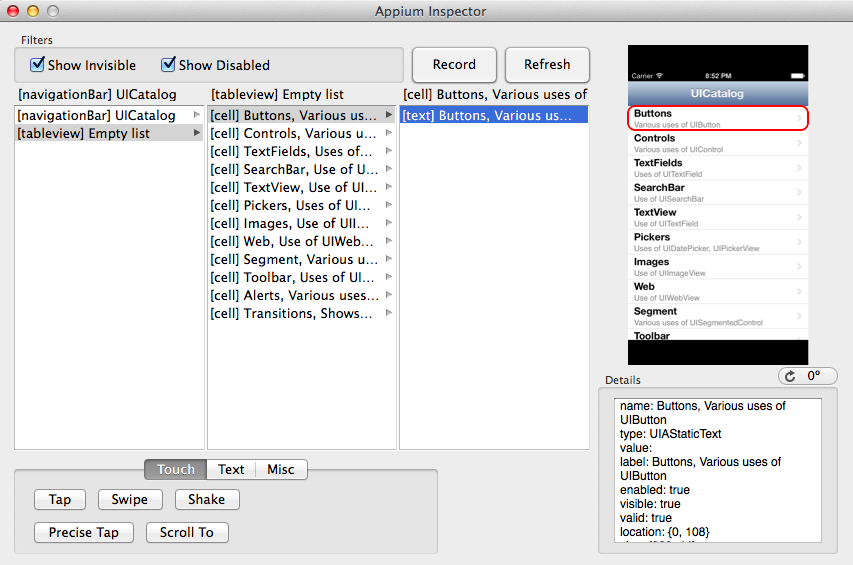 Appium Inspector
Filters
Show Invisible
Show Disabled
Record
Refresh
[navigationBar] UICatalog
[tableview] Empty list
[cell] Buttons, Various uses of
[navigationBar] UICatalog
[tableview] Empty list
[cell] Buttons, Various us...
[cell] Controls, Various u...
[cell] TextFields, Uses of...
[cell] SearchBar, Use of U...
[cell] TextView, Use of UI...
[cell] Pickers, Uses of UI...
[cell] Images, Use of UII...
[cell] Web, Use of UIWeb...
[cell] Segment, Various u...
[cell] Toolbar, Uses of UI...
[cell] Alerts, Various uses...
[cell] Transitions, Shows...
[text] Buttons, Various us...
Carrier 8:52 PM
UICatalog
Buttons
Various uses of UIButton
Controls
Various uses of UIControl
TextFields
Uses of UITextField
SearchBar
Use of UISearchBar
TextView
Use of UITextField
Pickers
Uses of UIDatePicker, UIPickerView
Images
Use of UIImageView
Web
Use of UIWebView
Segment
Various uses of UISegmentedControl
Toolbar
0°
Details
name: Buttons, Various uses of
UIButton
type: UIAStaticText
value:
label: Buttons, Various uses of
UIButton
enabled: true
visible: true
valid: true
location: {0, 108}
Touch
Text
Misc
Tap
Swipe
Shake
Precise Tap
Scroll To